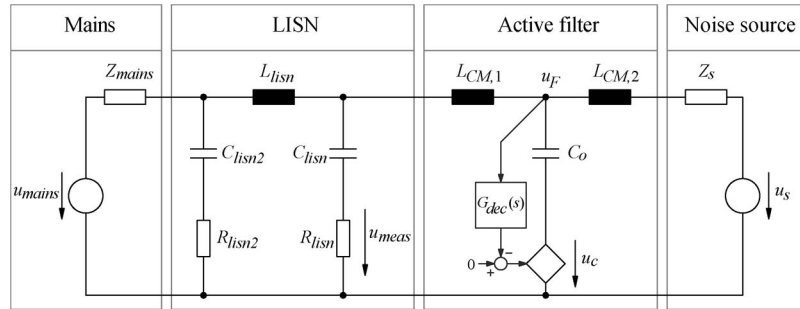 Mains LISN Active filter Noise source
Zmains Llisn LCM,1 uF LCM,2 Zs
Clisn2 Clisn Co
umains Gdec(s) us
Rlisn2 Rlisn umeas − uc
0 +